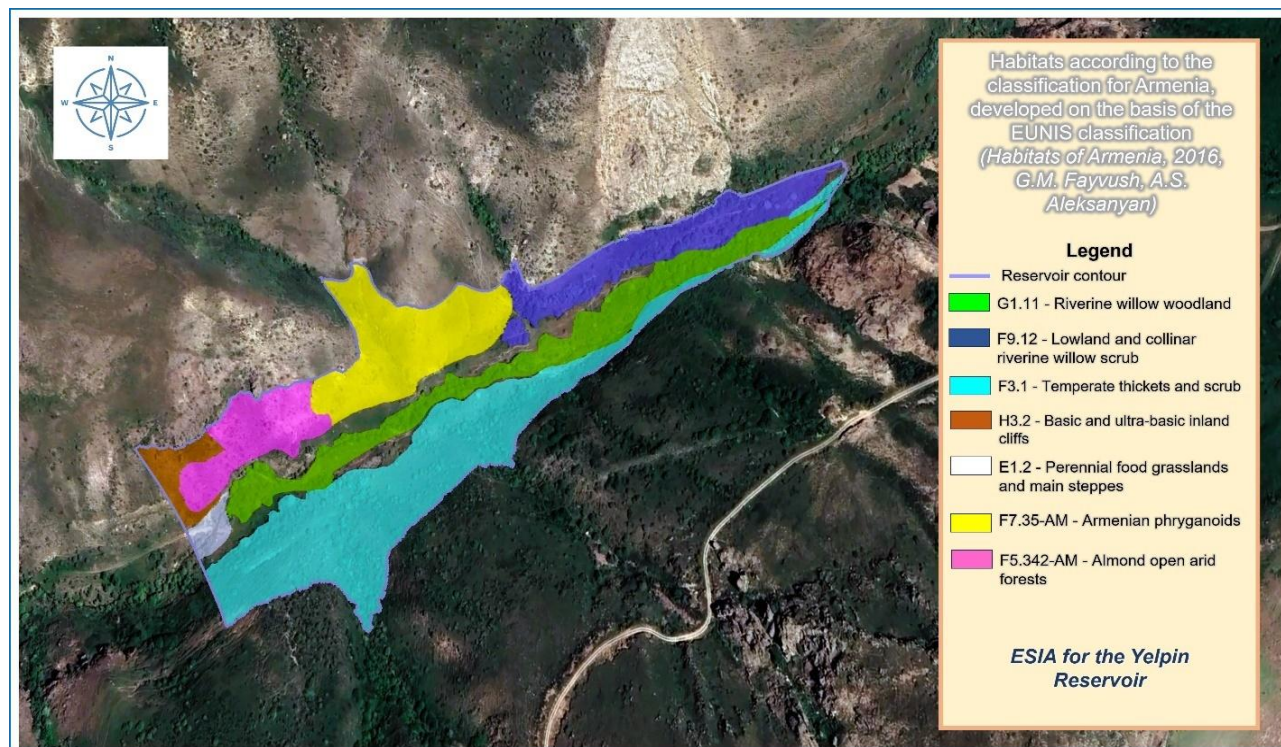 N
W E
S
Habitats according to the
classification for Armenia,
developed on the basis of the
EUNIS classification
(Habitats of Armenia, 2016,
G.M. Fayvush, A.S.
Aleksanyan)
Legend
Reservoir contour
G1.11 - Riverine willow woodland
F9.12 - Lowland and collinar
riverine willow scrub
F3.1 - Temperate thickets and scrub
H3.2 - Basic and ultra-basic inland
cliffs
E1.2 - Perennial food grasslands
and main steppes
F7.35-AM - Armenian phryganoids
F5.342-AM - Almond open arid
forests
ESIA for the Yelpin
Reservoir